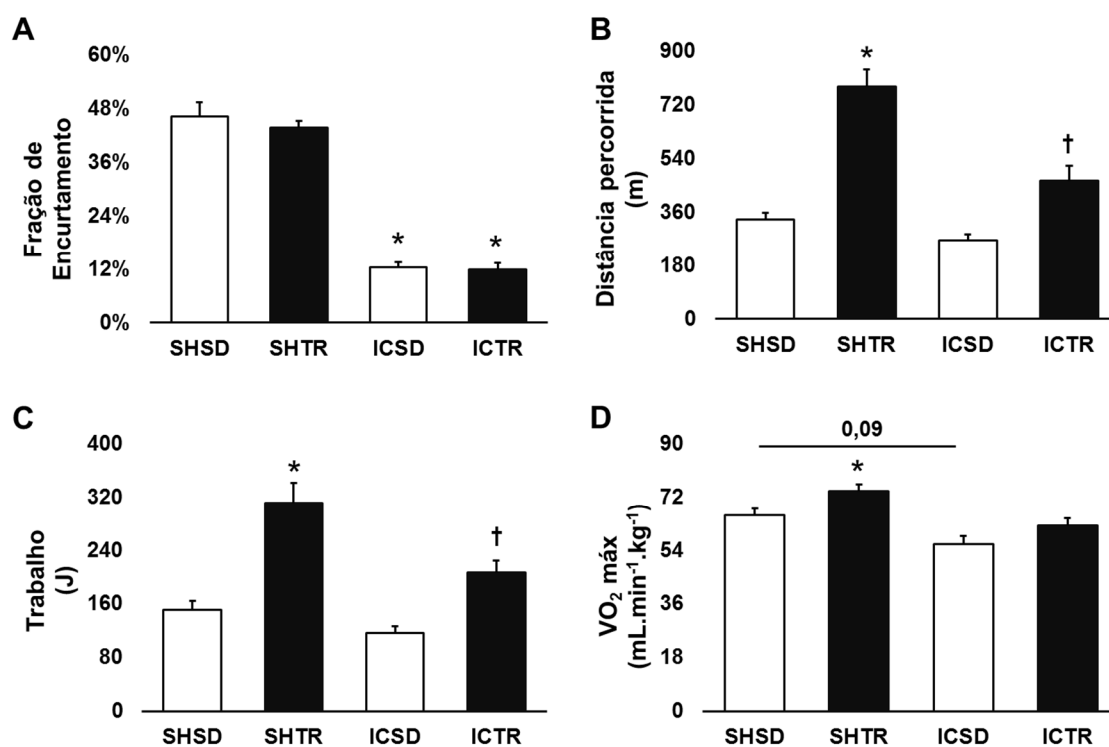 A
Fração de
Encurtamento
60%
48%
36%
24%
12%
0%
*
*
SHSD SHTR ICSD ICTR
B
Distância percorrida
(m)
900
720
540
360
180
0
*
†
SHSD SHTR ICSD ICTR
C
Trabalho
(J)
400
320
240
160
80
0
*
†
SHSD SHTR ICSD ICTR
D
VO₂ máx
(mL.min⁻¹.kg⁻¹)
90
72
54
36
18
0
0,09
*
SHSD SHTR ICSD ICTR